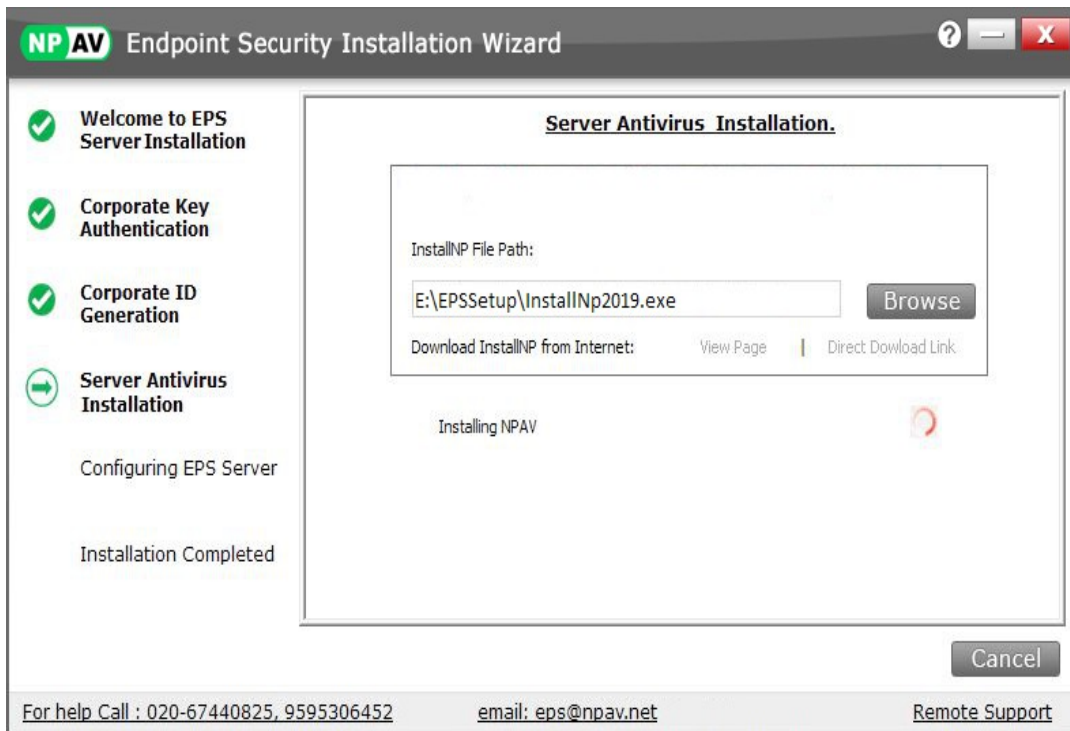 NP AV Endpoint Security Installation Wizard ? X
Welcome to EPS
Server Installation
Corporate Key
Authentication
Corporate ID
Generation
Server Antivirus
Installation
Configuring EPS Server
Installation Completed
Server Antivirus Installation.
InstallNP File Path:
E:\EPSSetup\InstallNp2019.exe Browse
Download InstallNP from Internet: View Page | Direct Dowload Link
Installing NPAV
Cancel
For help Call : 020-67440825, 9595306452 email: eps@npav.net Remote Support